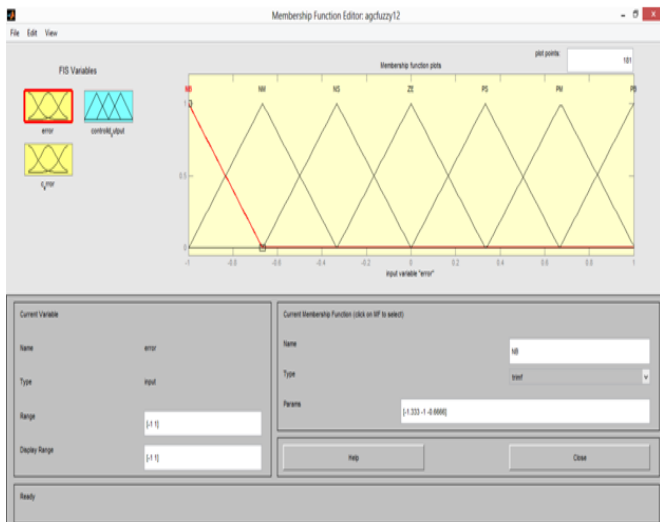 Membership Function Editor: agcfuzzy12
File Edit View
FIS Variables
plot points:
181
Membership function plots
error
NB NM NS ZE PS PM PB
1
0.5
0
-1 -0.8 -0.6 -0.4 -0.2 0 0.2 0.4 0.6 0.8 1
input variable "error"
Current Variable
Name error
Type input
Range [-1 1]
Display Range [-1 1]
Current Membership Function (click on MF to select)
Name NB
Type trimf
Params [-1.333 -1 -0.6666]
Help Close
Ready